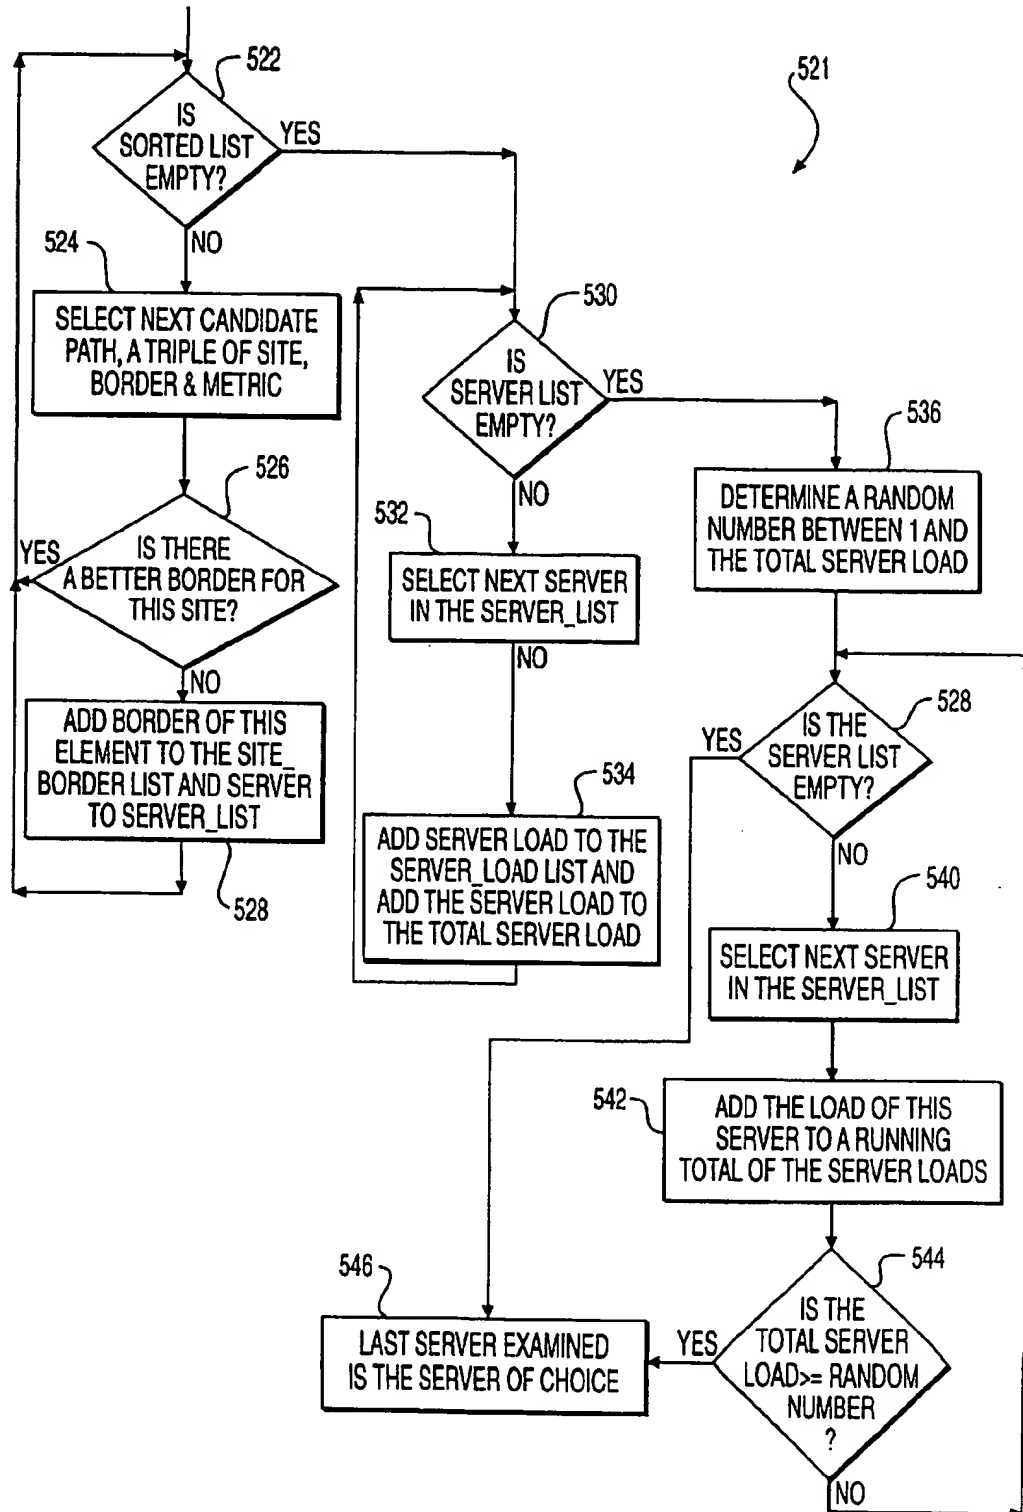 522
521
IS
SORTED LIST
EMPTY?
YES
NO
524
SELECT NEXT CANDIDATE
PATH, A TRIPLE OF SITE,
BORDER & METRIC
526
YES
IS THERE
A BETTER BORDER FOR
THIS SITE?
NO
ADD BORDER OF THIS
ELEMENT TO THE SITE_
BORDER LIST AND SERVER
TO SERVER_LIST
528
530
IS
SERVER LIST
EMPTY?
YES
NO
532
SELECT NEXT SERVER
IN THE SERVER_LIST
NO
534
ADD SERVER LOAD TO THE
SERVER_LOAD LIST AND
ADD THE SERVER LOAD TO
THE TOTAL SERVER LOAD
536
DETERMINE A RANDOM
NUMBER BETWEEN 1 AND
THE TOTAL SERVER LOAD
528
YES
IS THE
SERVER LIST
EMPTY?
NO
540
SELECT NEXT SERVER
IN THE SERVER_LIST
542
ADD THE LOAD OF THIS
SERVER TO A RUNNING
TOTAL OF THE SERVER LOADS
544
IS THE
TOTAL SERVER
LOAD>= RANDOM
NUMBER
?
YES
NO
546
LAST SERVER EXAMINED
IS THE SERVER OF CHOICE